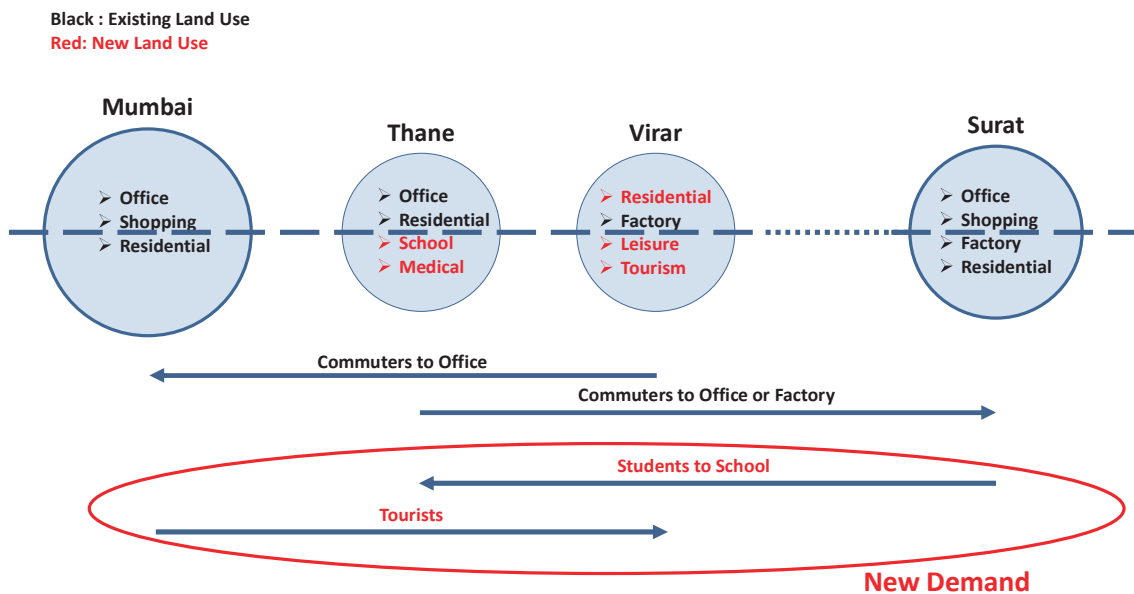 Black : Existing Land Use
Red: New Land Use
Mumbai
Office
Shopping
Residential
Thane
Office
Residential
School
Medical
Virar
Residential
Factory
Leisure
Tourism
Surat
Office
Shopping
Factory
Residential
Commuters to Office
Commuters to Office or Factory
Students to School
Tourists
New Demand